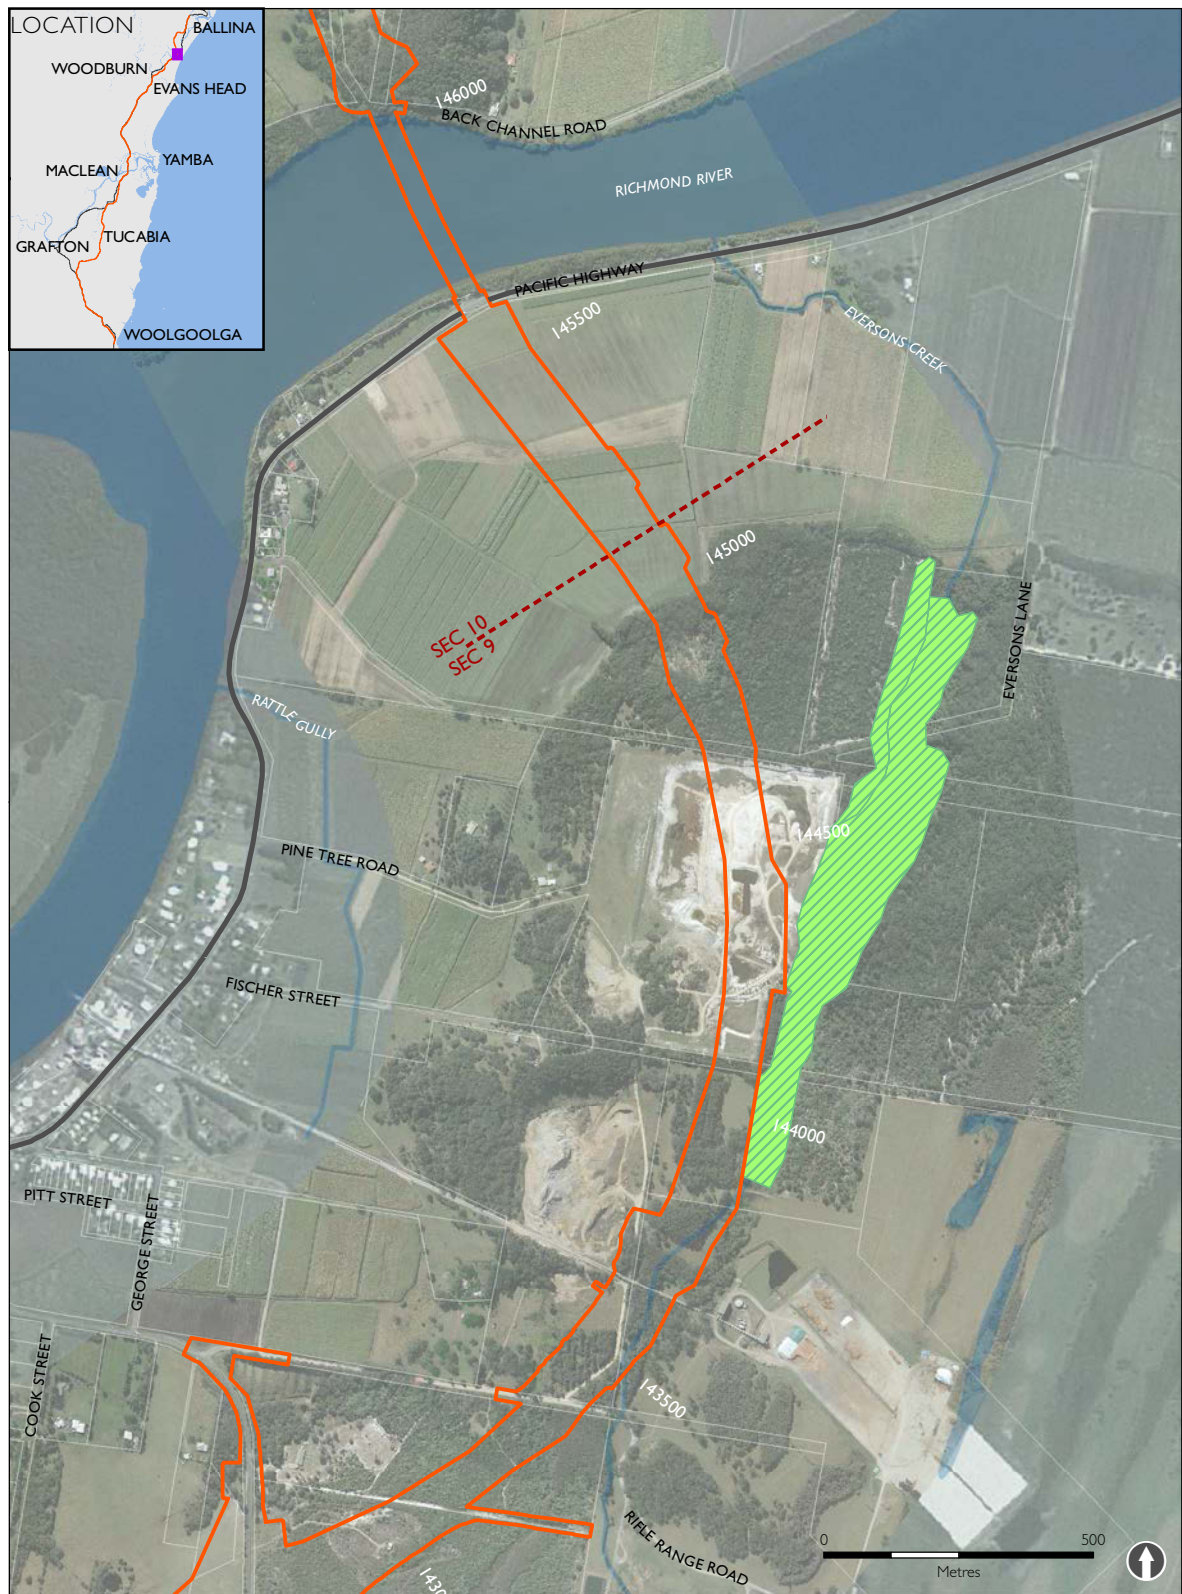 LOCATION
BALLINA
WOODBURN
EVANS HEAD
MACLEAN
YAMBA
GRAFTON
TUCABIA
WOOLGOOLGA
146000
BACK CHANNEL ROAD
RICHMOND RIVER
PACIFIC HIGHWAY
145500
EVERSONS CREEK
145000
SEC 10
SEC 9
EVERSONS LANE
RATTLE GULLY
144500
PINE TREE ROAD
FISCHER STREET
144000
PITT STREET
GEORGE STREET
COOK STREET
143500
RIFLE RANGE ROAD
1430
0
500
Metres